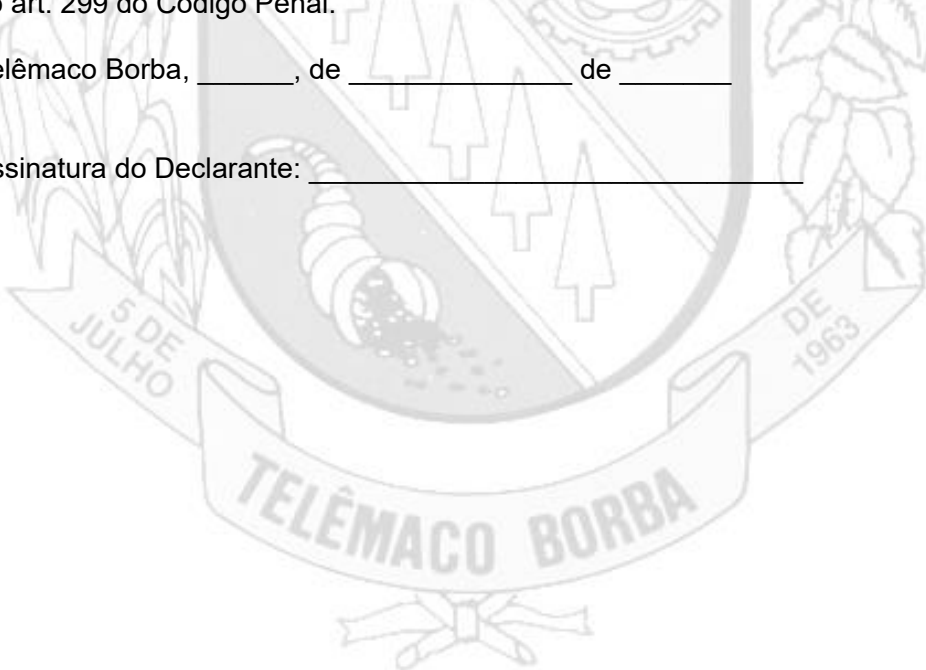 art. 299 do Código Penal.
elêmaco Borba, ______, de ______________ de _______
ssinatura do Declarante: _______________________________
5 DE
JULHO
DE
1963
TELÊMACO BORBA